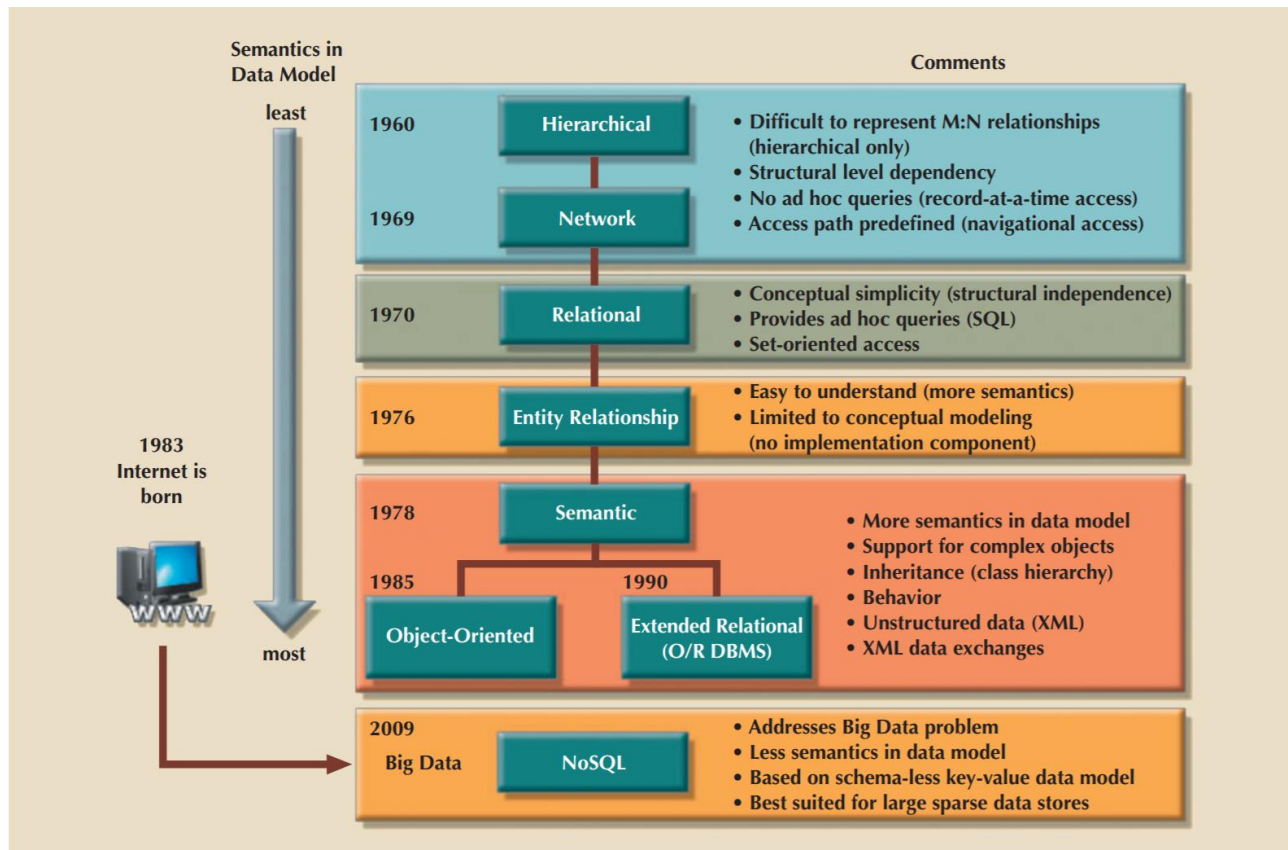 Semantics in
Data Model
least
most
1983
Internet is
born
WWW
Comments
1960
Hierarchical
1969
Network
• Difficult to represent M:N relationships
(hierarchical only)
• Structural level dependency
• No ad hoc queries (record-at-a-time access)
• Access path predefined (navigational access)
1970
Relational
• Conceptual simplicity (structural independence)
• Provides ad hoc queries (SQL)
• Set-oriented access
1976
Entity Relationship
• Easy to understand (more semantics)
• Limited to conceptual modeling
(no implementation component)
1978
Semantic
1985
Object-Oriented
1990
Extended Relational
(O/R DBMS)
• More semantics in data model
• Support for complex objects
• Inheritance (class hierarchy)
• Behavior
• Unstructured data (XML)
• XML data exchanges
2009
Big Data
NoSQL
• Addresses Big Data problem
• Less semantics in data model
• Based on schema-less key-value data model
• Best suited for large sparse data stores